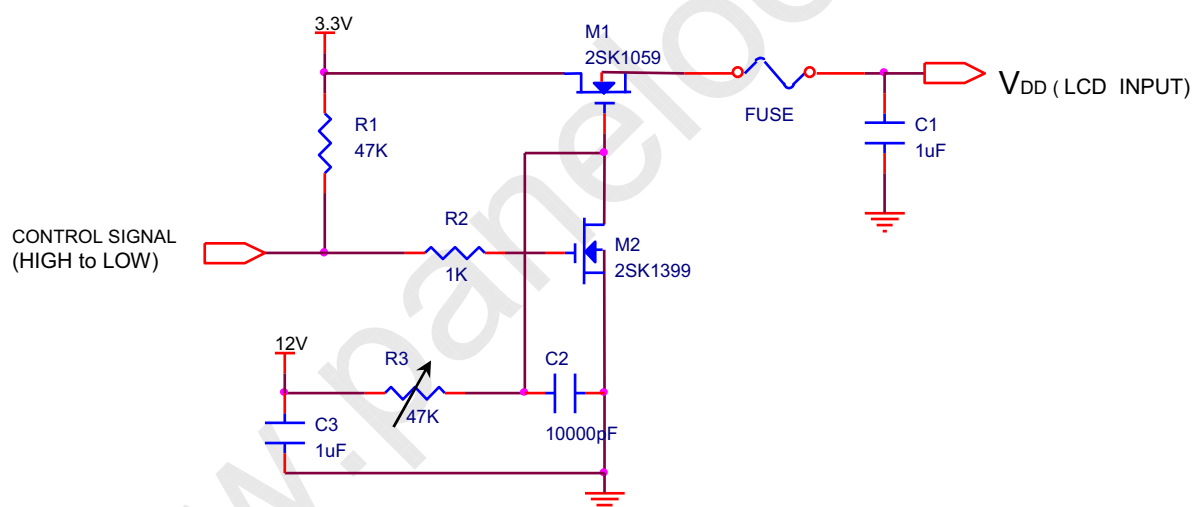 3.3V
M1
2SK1059
FUSE
VDD ( LCD INPUT)
R1
47K
C1
1uF
CONTROL SIGNAL
(HIGH to LOW)
R2
1K
M2
2SK1399
12V
R3
47K
C2
10000pF
C3
1uF
w.paneloo